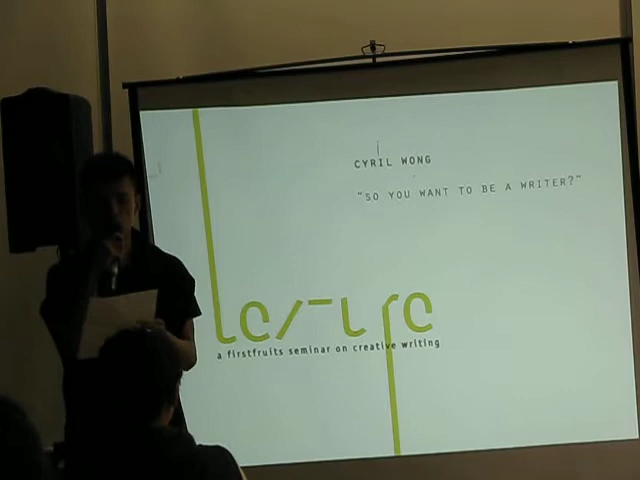 CYRIL WONG
"SO YOU WANT TO BE A WRITER?"
a firstfruits seminar on creative writing